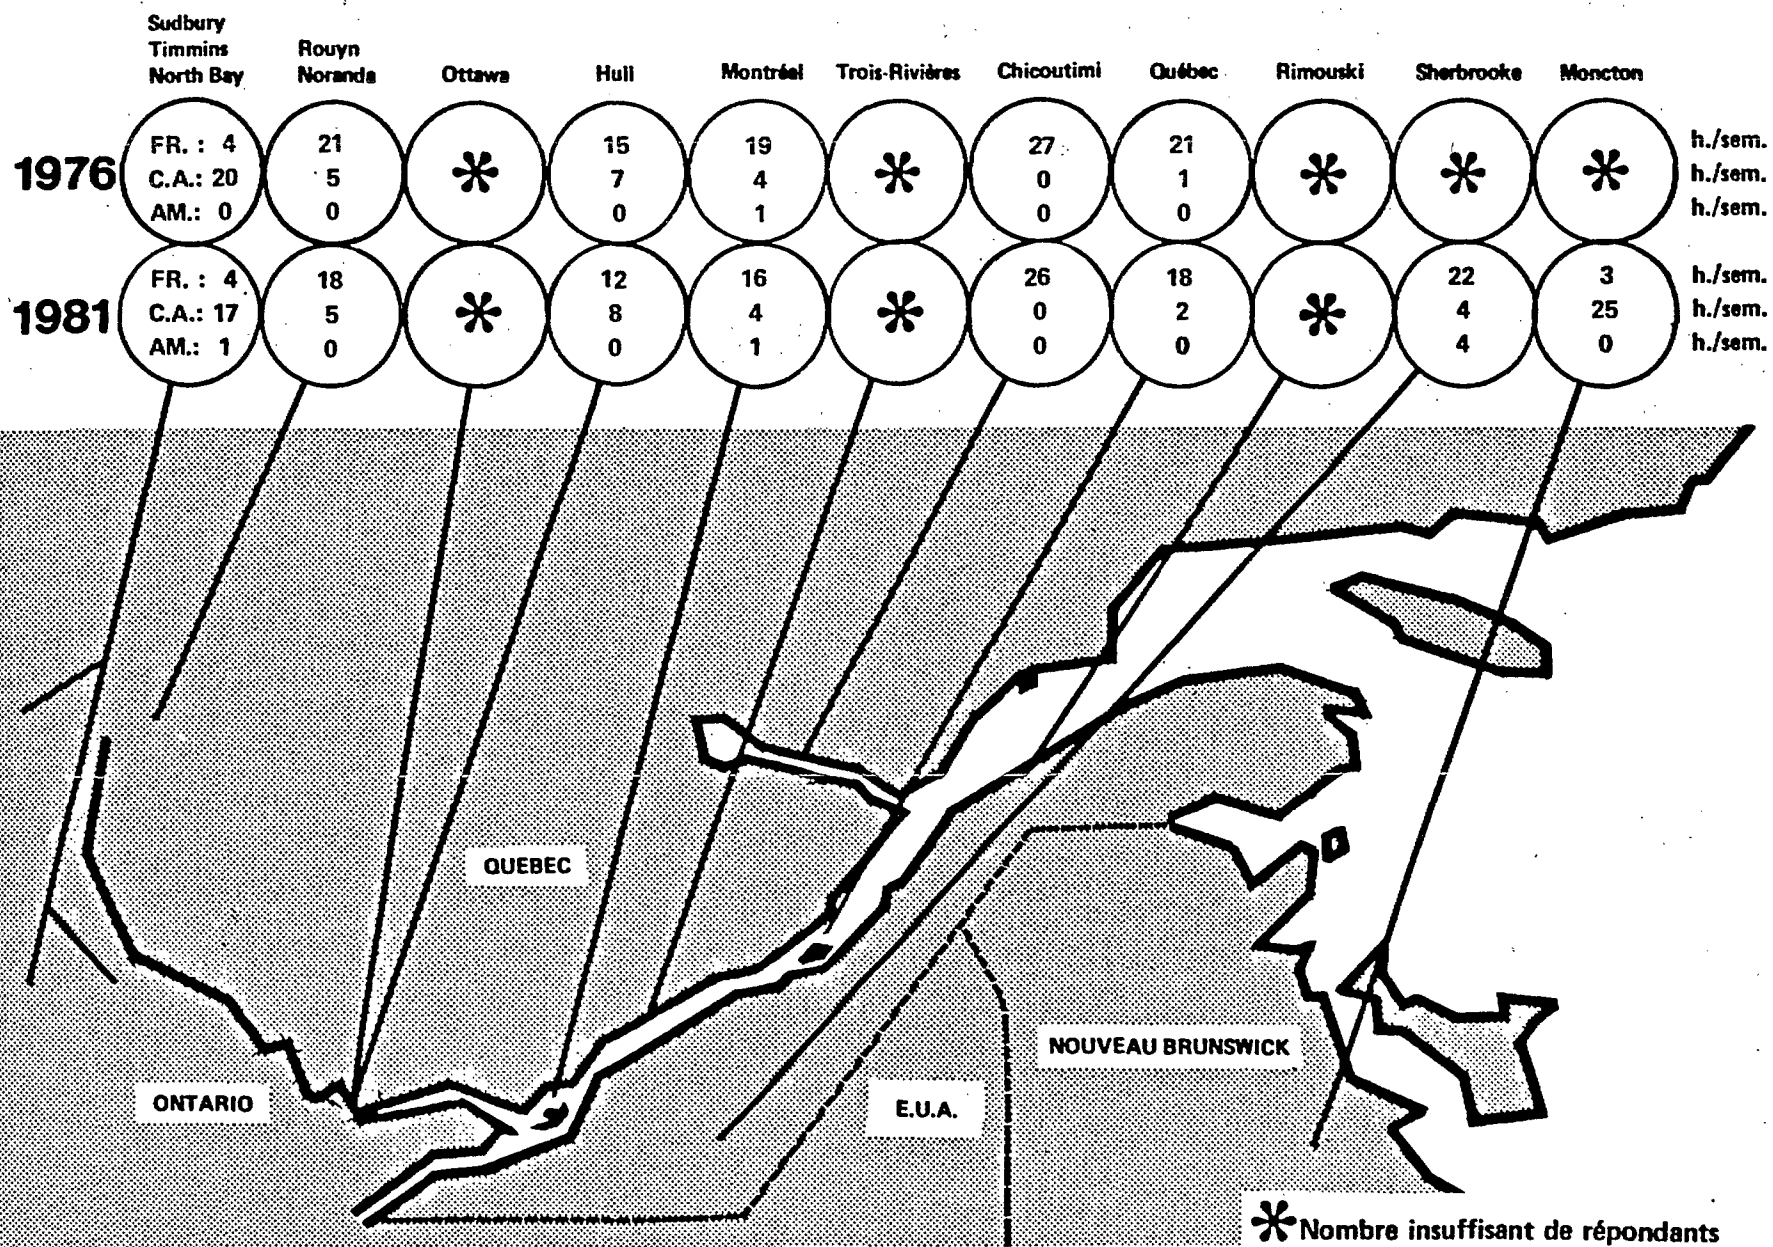 Sudbury
Timmins
North Bay
Rouyn
Noranda
Ottawa
Hull
Montréal
Trois-Rivières
Chicoutimi
Québec
Rimouski
Sherbrooke
Moncton
1976
FR. : 4 21 15 19 27 21 h./sem.
C.A.: 20 5 * 7 4 * 0 1 * * * h./sem.
AM.: 0 0 0 1 0 0 h./sem.
1981
FR. : 4 18 12 16 26 18 22 3 h./sem.
C.A.: 17 5 * 8 4 * 0 2 * 4 25 h./sem.
AM.: 1 0 0 1 0 0 4 0 h./sem.
QUEBEC
ONTARIO
NOUVEAU BRUNSWICK
E.U.A.
* Nombre insuffisant de répondants